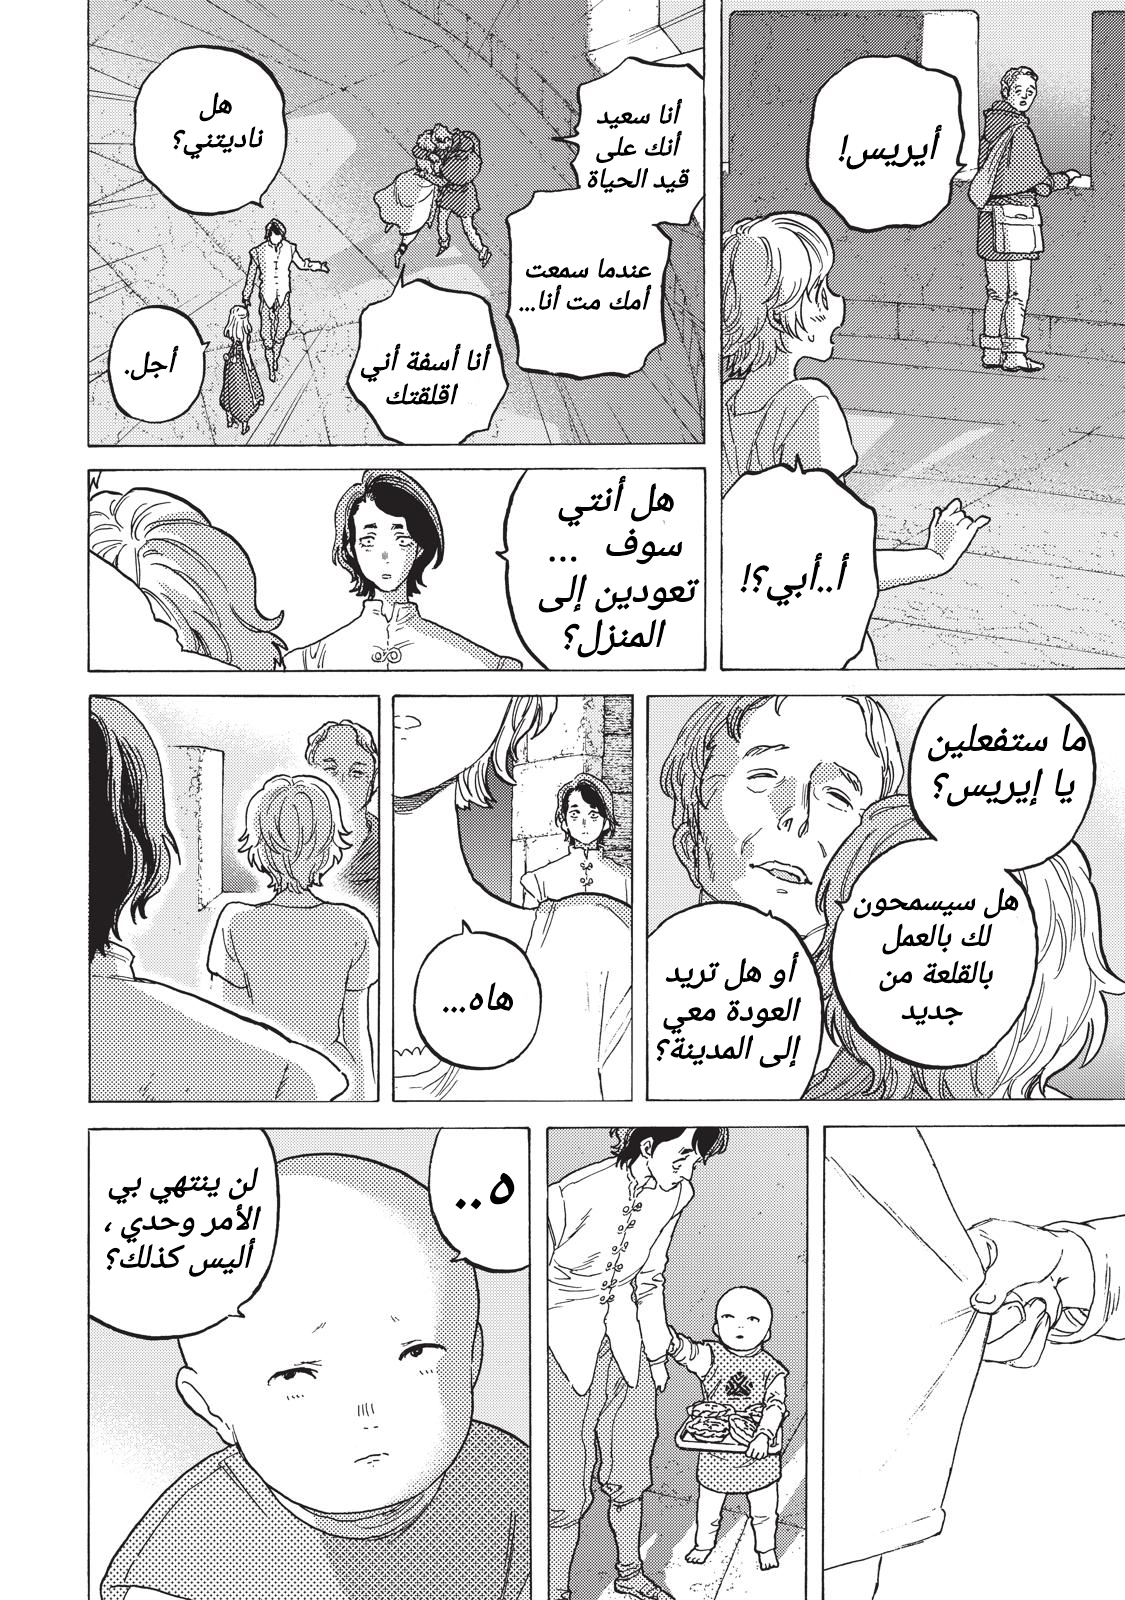 أيريس!
أ..أبي؟!
أنا سعيد
أنك على
قيد الحياة
عندما سمعت
أمك مت أنا...
أنا أسفة أني
اقلقتك
هل
ناديتني؟
أجل.
هل أنتي
سوف ...
تعودين إلى
المنزل؟
ما ستفعلين
يا إيريس؟
هل سيسمحون
لك بالعمل
بالقلعة من
جديد
أو هل تريد
العودة معي
إلى المدينة؟
هاه...
ه..
لن ينتهي بي
الأمر وحدي ،
أليس كذلك؟